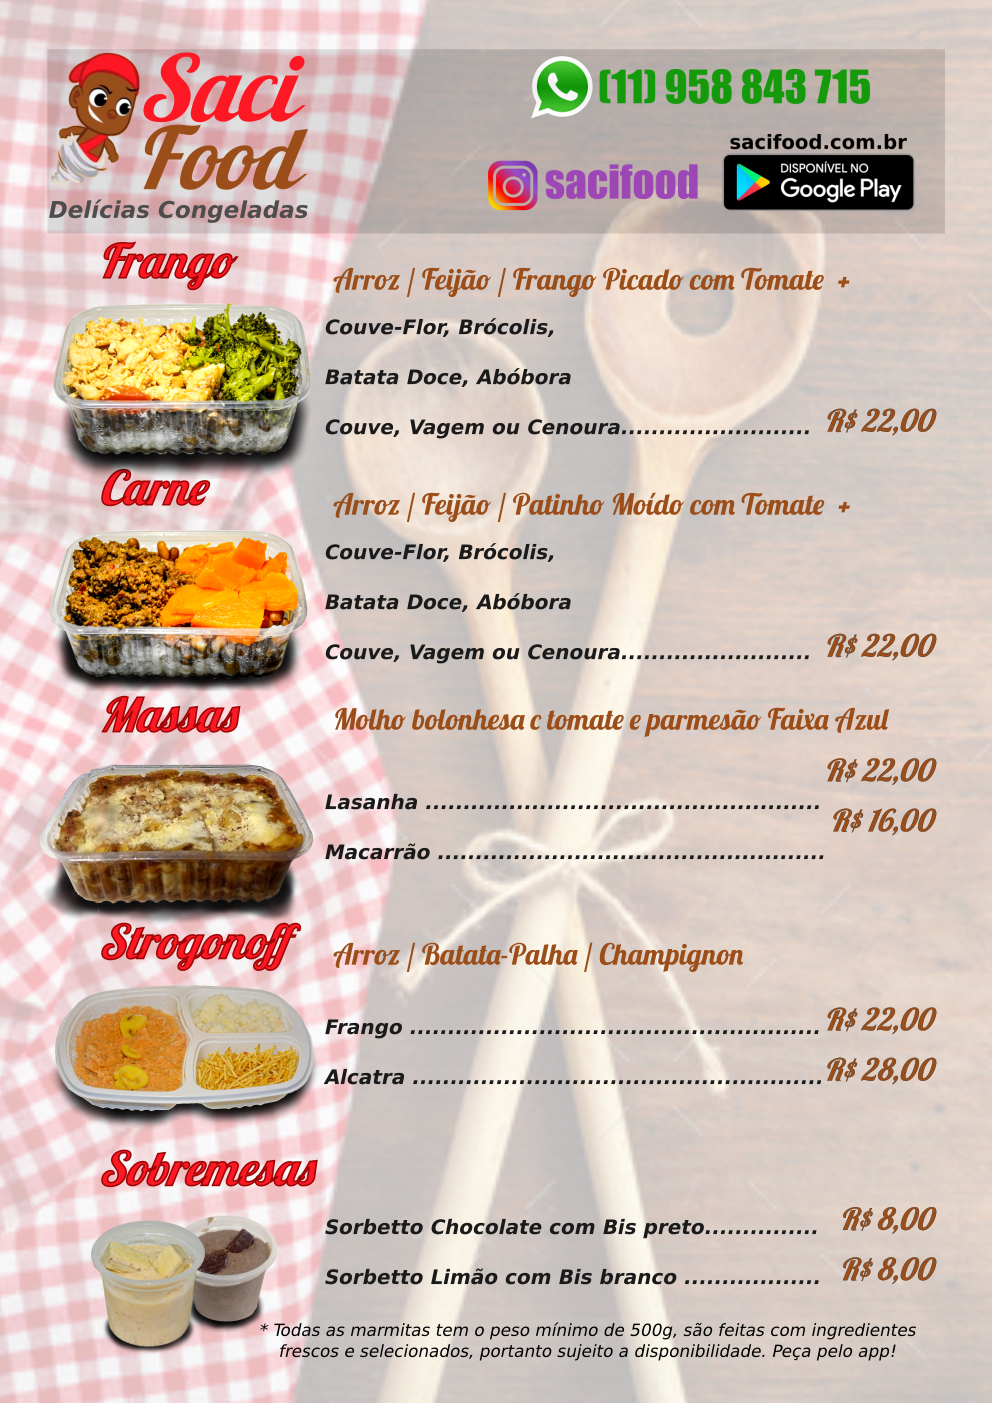 Saci
Food
Delícias Congeladas
(11) 958 843 715
sacifood.com.br
sacifood
DISPONÍVEL NO
Google Play
Frango
Arroz / Feijão / Frango Picado com Tomate +
Couve-Flor, Brócolis,
Batata Doce, Abóbora
Couve, Vagem ou Cenoura......................... R$ 22,00
Carne
Arroz / Feijão / Patinho Moído com Tomate +
Couve-Flor, Brócolis,
Batata Doce, Abóbora
Couve, Vagem ou Cenoura......................... R$ 22,00
Massas
Molho bolonhesa c tomate e parmesão Faixa Azul
Lasanha .................................................... R$ 22,00
Macarrão ................................................... R$ 16,00
Strogonoff
Arroz / Batata-Palha / Champignon
Frango ...................................................... R$ 22,00
Alcatra ...................................................... R$ 28,00
Sobremesas
Sorbetto Chocolate com Bis preto............... R$ 8,00
Sorbetto Limão com Bis branco .................. R$ 8,00
* Todas as marmitas tem o peso mínimo de 500g, são feitas com ingredientes
frescos e selecionados, portanto sujeito a disponibilidade. Peça pelo app!